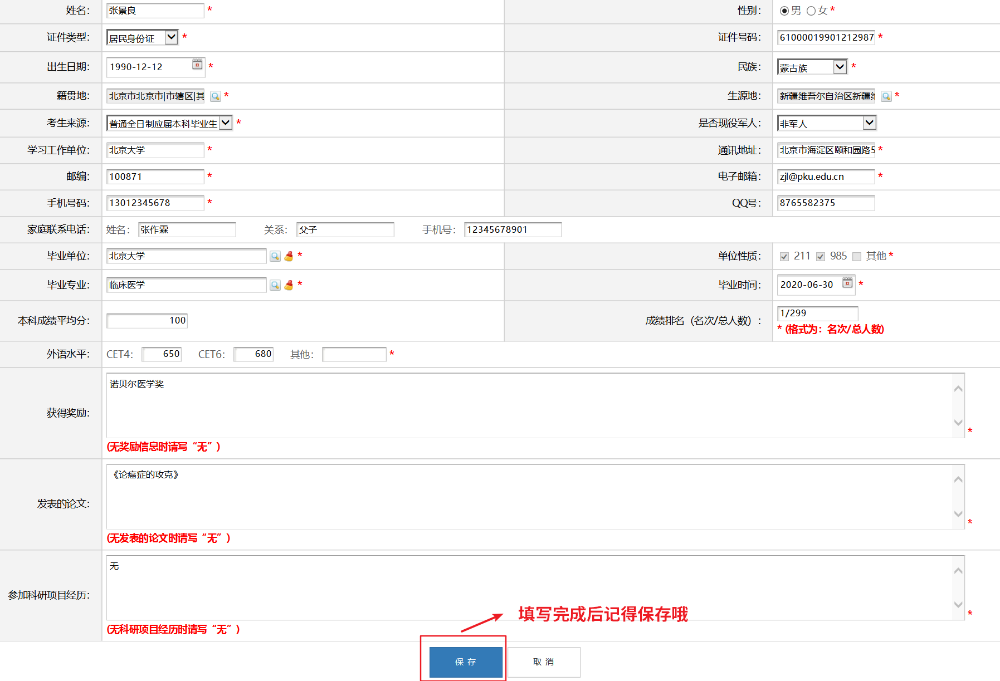 姓名： 张景良 * 性别： 男 女 *
证件类型： 居民身份证 * 证件号码： 61000019901212987 *
出生日期： 1990-12-12 * 民族： 蒙古族 *
籍贯地： 北京市北京市|市辖区|其 * 生源地： 新疆维吾尔自治区新疆 *
考生来源： 普通全日制应届本科毕业生 * 是否现役军人： 非军人
学习工作单位： 北京大学 * 通讯地址： 北京市海淀区颐和园路5 *
邮编： 100871 * 电子邮箱： zjl@pku.edu.cn *
手机号码： 13012345678 * QQ号： 8765582375
家庭联系电话： 姓名： 张作霖 关系： 父子 手机号： 12345678901
毕业单位： 北京大学 * 单位性质： 211 985 其他 *
毕业专业： 临床医学 * 毕业时间： 2020-06-30 *
本科成绩平均分： 100 成绩排名（名次/总人数）： 1/299
* (格式为：名次/总人数)
外语水平： CET4： 650 CET6： 680 其他： *
获得奖励： 诺贝尔医学奖 *
(无奖励信息时请写“无”)
发表的论文： 《论癌症的攻克》 *
(无发表的论文时请写“无”)
参加科研项目经历： 无 *
(无科研项目经历时请写“无”)
填写完成后记得保存哦
保 存 取 消